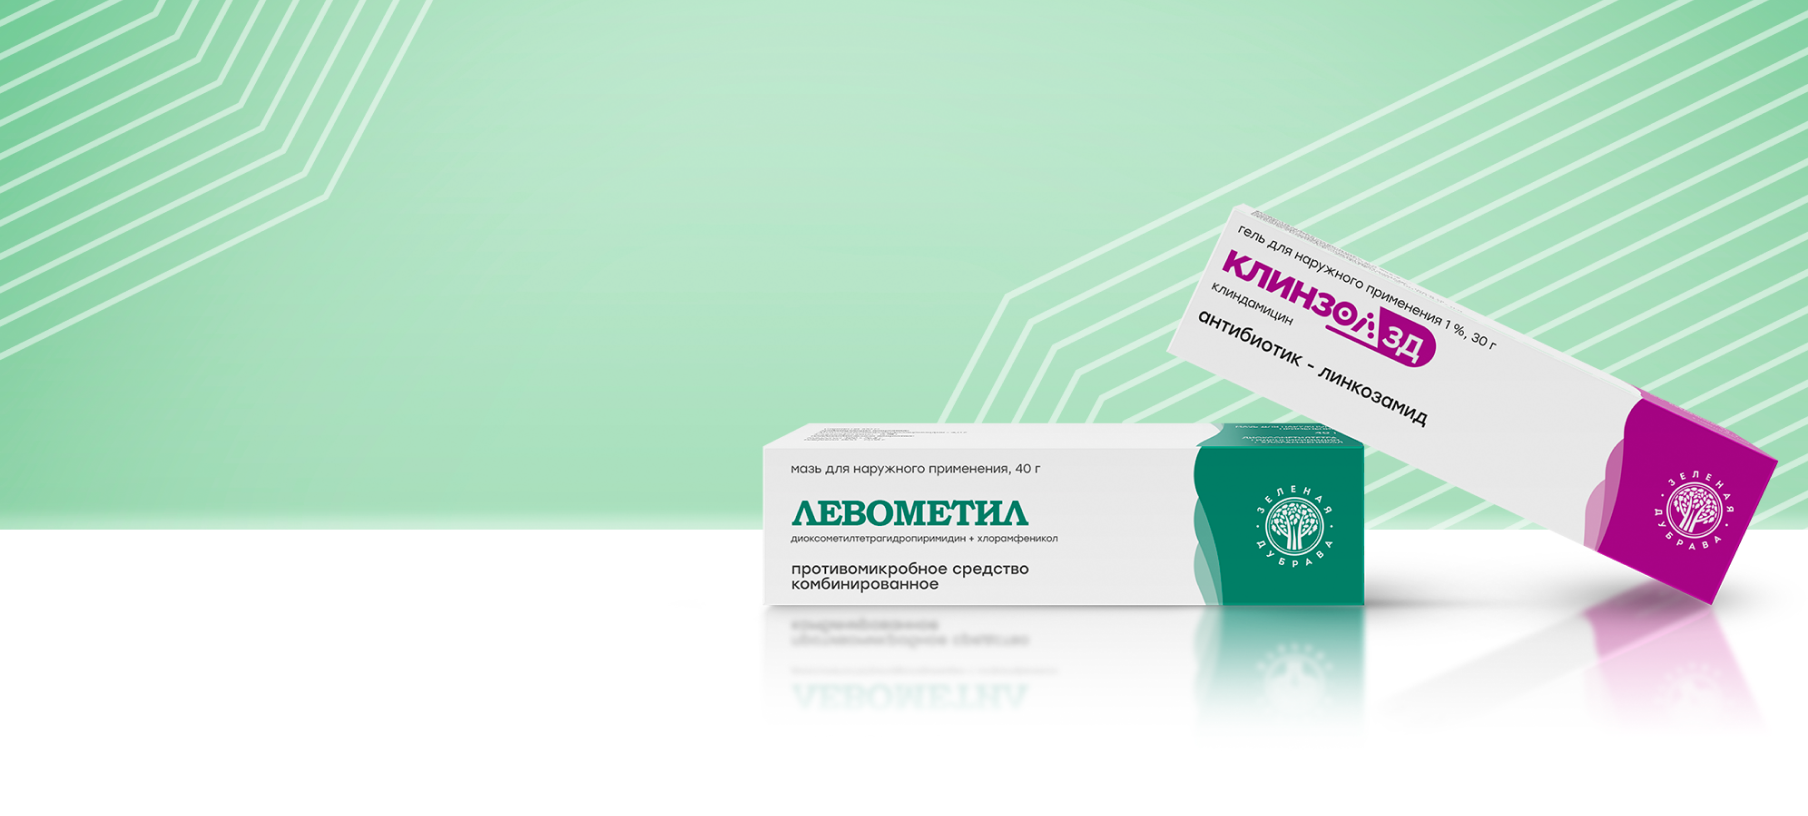 мазь для наружного применения, 40 г
ЛЕВОМЕТИЛ
диоксометилтетрагидропиримидин + хлорамфеникол
противомикробное средство
комбинированное
ЗЕЛЕНАЯ
ДУБРАВА
гель для наружного применения 1 %, 30 г
КЛИНЗОЛ ЗД
клиндамицин
антибиотик - линкозамид
ЗЕЛЕНАЯ
ДУБРАВА